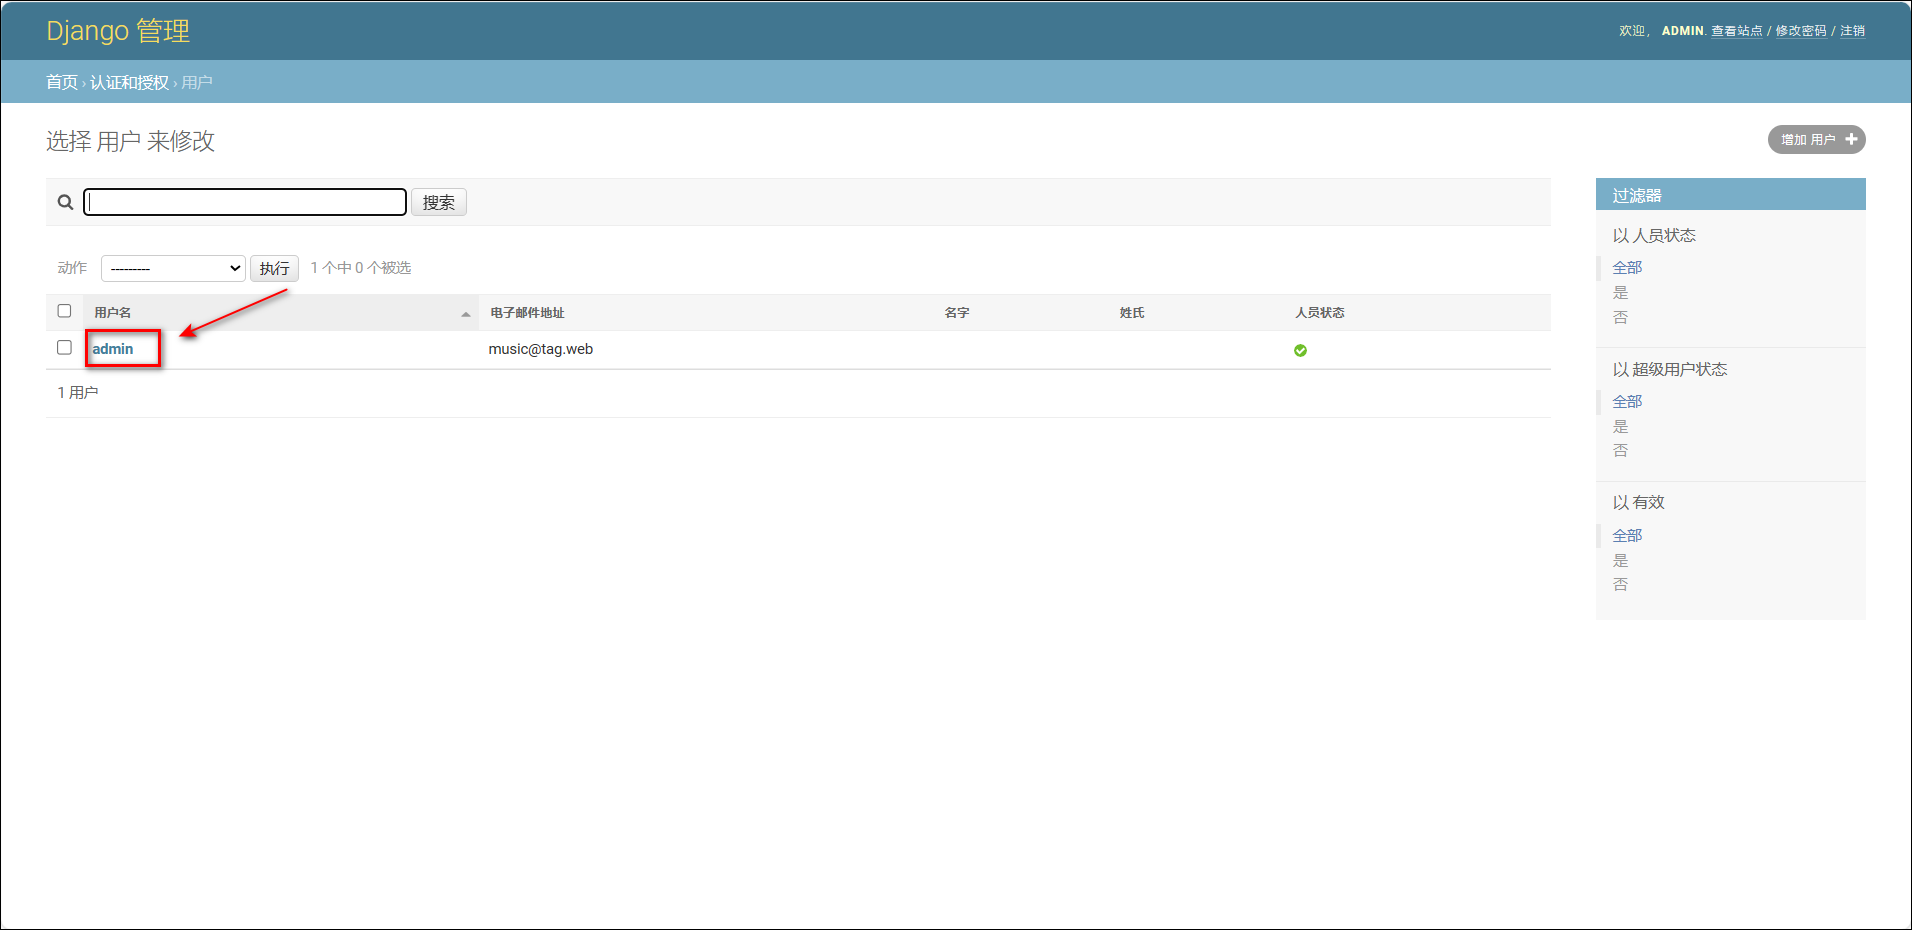 Django 管理
欢迎， ADMIN. 查看站点 / 修改密码 / 注销
首页 › 认证和授权 › 用户
选择 用户 来修改
增加 用户
搜索
动作 --------- 执行 1 个中 0 个被选
用户名 电子邮件地址 名字 姓氏 人员状态
admin music@tag.web
1 用户
过滤器
以 人员状态
全部
是
否
以 超级用户状态
全部
是
否
以 有效
全部
是
否